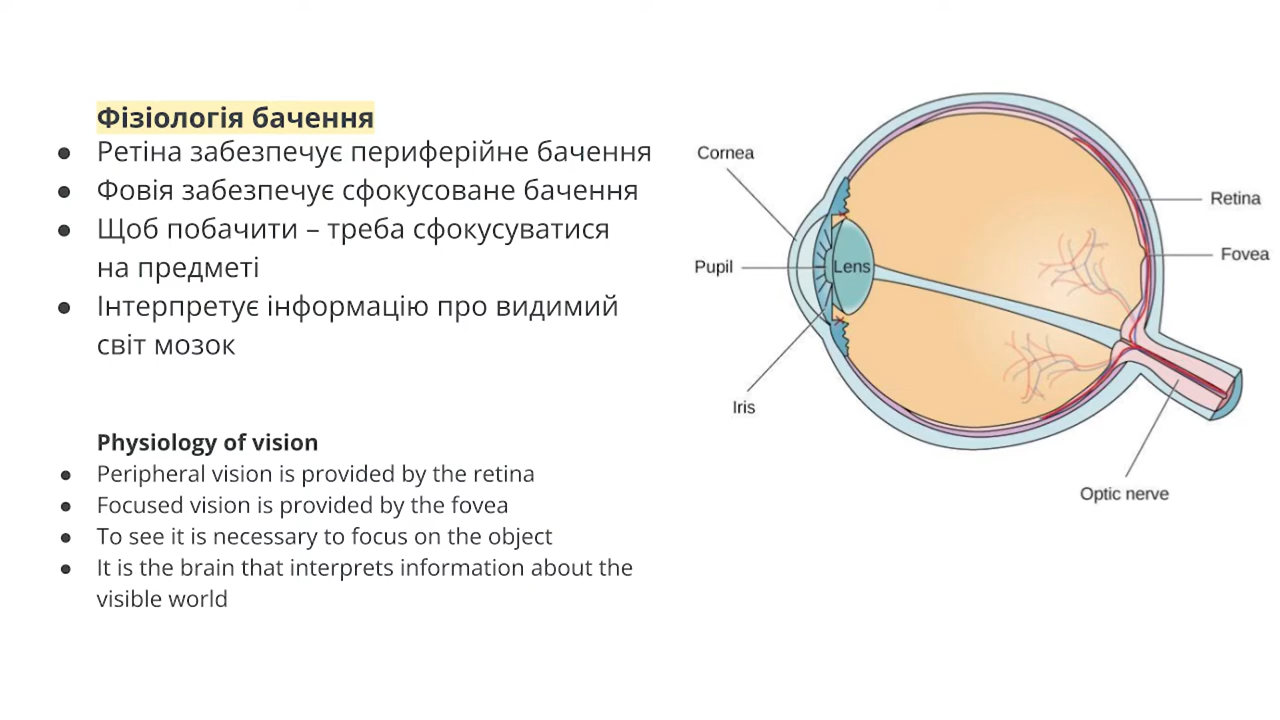 Фізіологія бачення
● Ретіна забезпечує периферійне бачення
● Фовія забезпечує сфокусоване бачення
● Щоб побачити – треба сфокусуватися
на предметі
● Інтерпретує інформацію про видимий
світ мозок
Physiology of vision
● Peripheral vision is provided by the retina
● Focused vision is provided by the fovea
● To see it is necessary to focus on the object
● It is the brain that interprets information about the
visible world
Cornea
Retina
Fovea
Pupil
Lens
Iris
Optic nerve